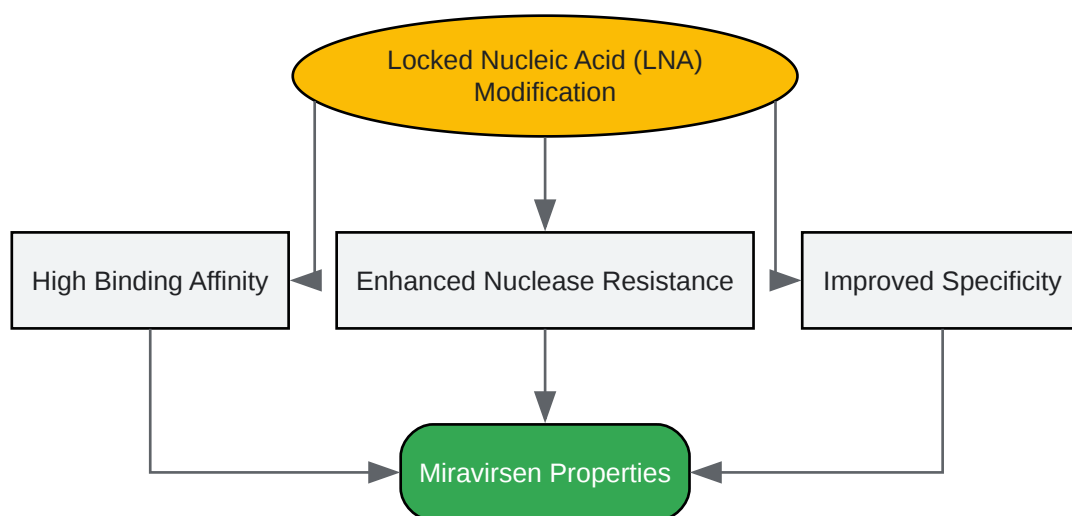 Locked Nucleic Acid (LNA)
Modification
High Binding Affinity
Enhanced Nuclease Resistance
Improved Specificity
Miravirsen Properties